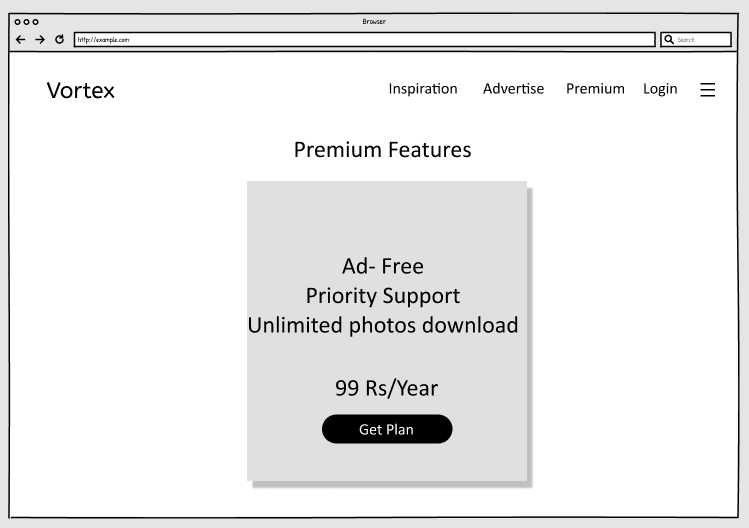 Browser
http://example.com
Search
Vortex
Inspiration Advertise Premium Login
Premium Features
Ad- Free
Priority Support
Unlimited photos download
99 Rs/Year
Get Plan